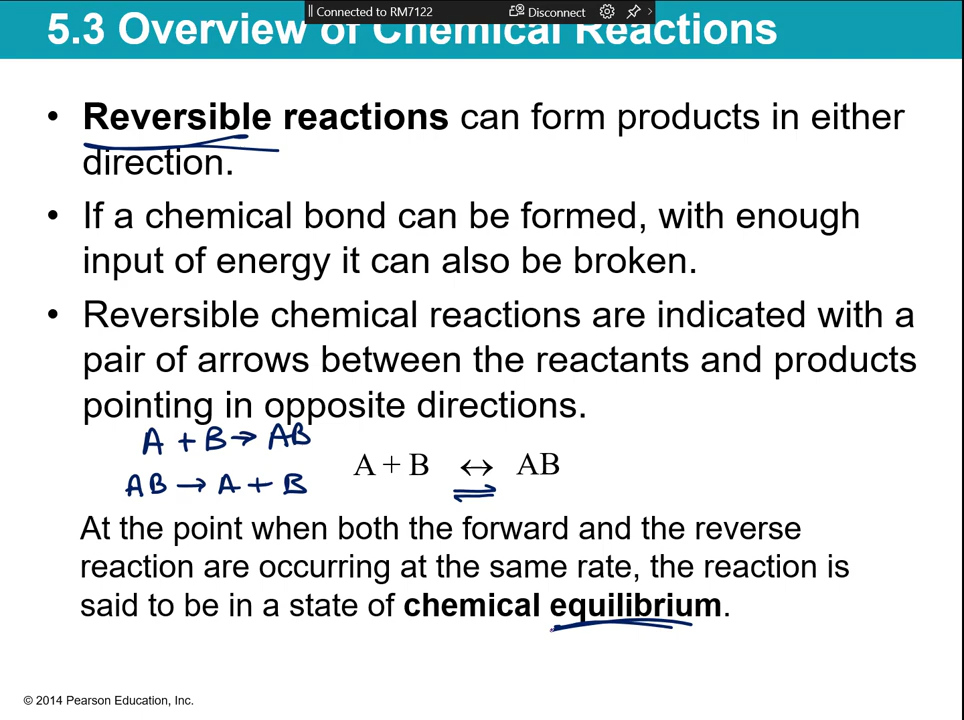 Connected to RM7122 Disconnect
5.3 Overview of Chemical Reactions
• Reversible reactions can form products in either
direction.
• If a chemical bond can be formed, with enough
input of energy it can also be broken.
• Reversible chemical reactions are indicated with a
pair of arrows between the reactants and products
pointing in opposite directions.
A + B → AB
A + B ↔ AB
AB → A + B
⇌
At the point when both the forward and the reverse
reaction are occurring at the same rate, the reaction is
said to be in a state of chemical equilibrium.
© 2014 Pearson Education, Inc.